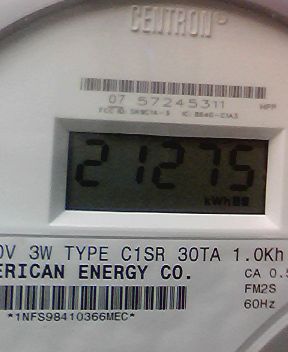 CENTRON
07 57245311 HPP
21275
kWh
0V 3W TYPE C1SR 30TA 1.0Kh
ERICAN ENERGY CO. CA 0.5
FM2S
*1NFS98410366MEC* 60Hz